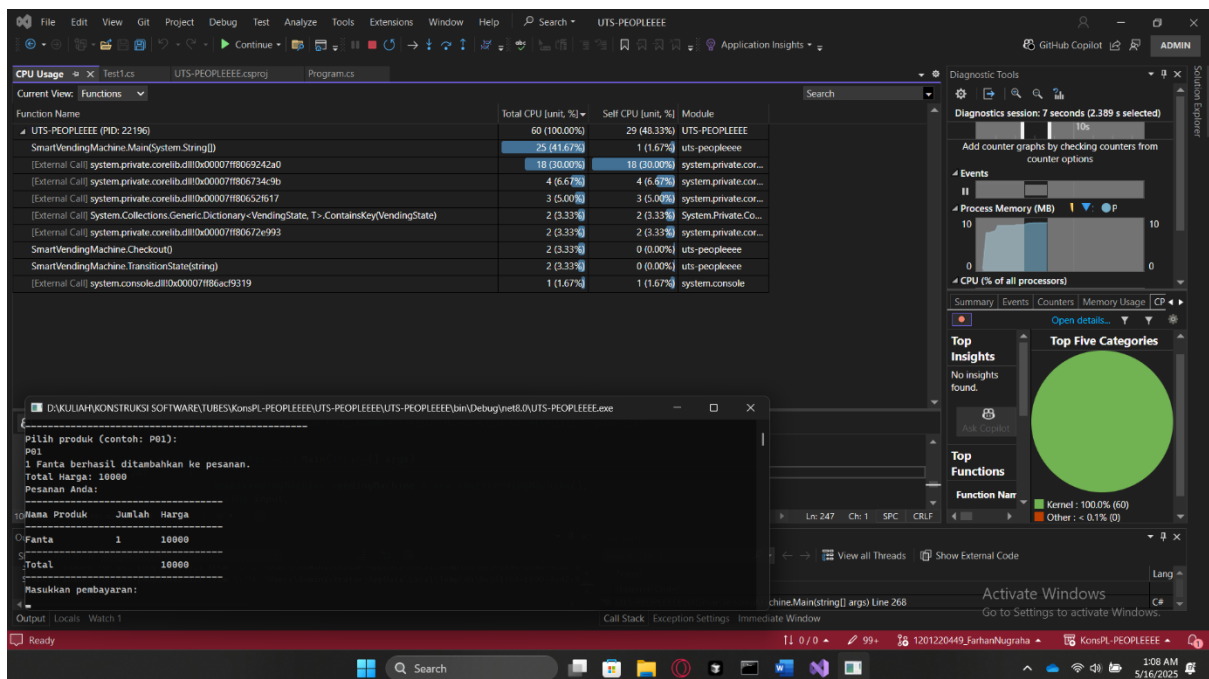 File Edit View Git Project Debug Test Analyze Tools Extensions Window Help Search UTS-PEOPLEEEE
Continue Application Insights GitHub Copilot ADMIN
CPU Usage Test1.cs UTS-PEOPLEEEE.csproj Program.cs
Current View: Functions Search
Function Name Total CPU [unit, %] Self CPU [unit, %] Module
UTS-PEOPLEEEE (PID: 22196) 60 (100.00%) 29 (48.33%) UTS-PEOPLEEEE
SmartVendingMachine.Main(System.String[]) 25 (41.67%) 1 (1.67%) uts-peopleeee
[External Call] system.private.corelib.dll!0x00007ff8069242a0 18 (30.00%) 18 (30.00%) system.private.cor...
[External Call] system.private.corelib.dll!0x00007ff806734c9b 4 (6.67%) 4 (6.67%) system.private.cor...
[External Call] system.private.corelib.dll!0x00007ff80652f617 3 (5.00%) 3 (5.00%) system.private.cor...
[External Call] System.Collections.Generic.Dictionary<VendingState, T>.ContainsKey(VendingState) 2 (3.33%) 2 (3.33%) System.Private.Co...
[External Call] system.private.corelib.dll!0x00007ff80672e993 2 (3.33%) 2 (3.33%) system.private.cor...
SmartVendingMachine.Checkout() 2 (3.33%) 0 (0.00%) uts-peopleeee
SmartVendingMachine.TransitionState(string) 2 (3.33%) 0 (0.00%) uts-peopleeee
[External Call] system.console.dll!0x00007ff86acf9319 1 (1.67%) 1 (1.67%) system.console
Diagnostic Tools
Diagnostics session: 7 seconds (2.389 s selected)
10s
Add counter graphs by checking counters from
counter options
Events
Process Memory (MB) P
10 10
0 0
CPU (% of all processors)
Summary Events Counters Memory Usage CP
Open details...
Top
Insights
No insights
found.
Ask Copilot
Top
Functions
Function Nam
Top Five Categories
Kernel : 100.0% (60)
Other : < 0.1% (0)
Solution Explorer
D:\KULIAH\KONSTRUKSI SOFTWARE\TUBES\KonsPL-PEOPLEEEE\UTS-PEOPLEEEE\UTS-PEOPLEEEE\bin\Debug\net8.0\UTS-PEOPLEEEE.exe
------------------------------------------------
Pilih produk (contoh: P01):
P01
1 Fanta berhasil ditambahkan ke pesanan.
Total Harga: 10000
Pesanan Anda:
-----------------------------------
Nama Produk Jumlah Harga
-----------------------------------
Fanta 1 10000
-----------------------------------
Total 10000
-----------------------------------
Masukkan pembayaran:
Ln: 247 Ch: 1 SPC CRLF
View all Threads Show External Code
Lang
chine.Main(string[] args) Line 268 C#
Activate Windows
Go to Settings to activate Windows.
Output Locals Watch 1 Call Stack Exception Settings Immediate Window
Ready 0 / 0 99+ 1201220449_FarhanNugraha KonsPL-PEOPLEEEE
Search
1:08 AM
5/16/2025